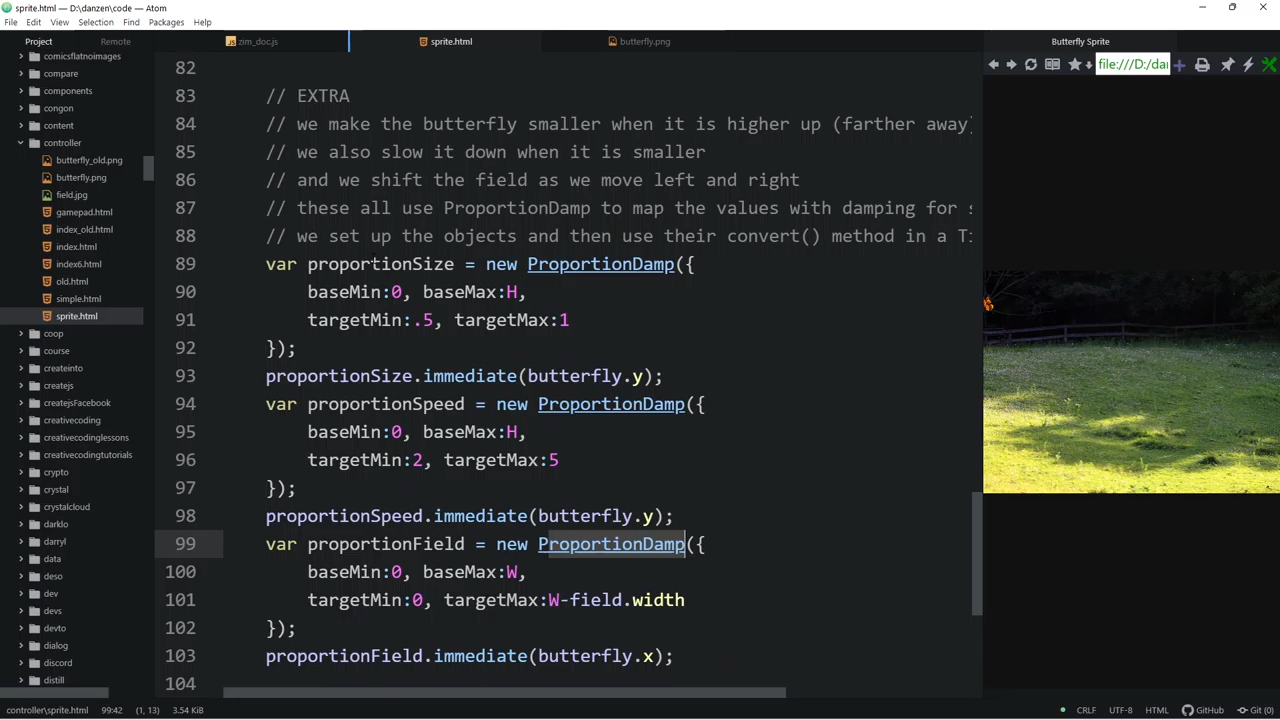 sprite.html — D:\danzen\code — Atom
File Edit View Selection Find Packages Help
Project Remote
zim_doc.js
sprite.html
butterfly.png
Butterfly Sprite
file:///D:/dan
comicsflatnoimages
compare
components
congon
content
controller
butterfly_old.png
butterfly.png
field.jpg
gamepad.html
index_old.html
index.html
index6.html
old.html
simple.html
sprite.html
coop
course
createinto
createjs
createjsFacebook
creativecoding
creativecodinglessons
creativecodingtutorials
crypto
crystal
crystalcloud
darklo
darryl
data
deso
dev
devs
devto
dialog
discord
distill
82
83 // EXTRA
84 // we make the butterfly smaller when it is higher up (farther away)
85 // we also slow it down when it is smaller
86 // and we shift the field as we move left and right
87 // these all use ProportionDamp to map the values with damping for s
88 // we set up the objects and then use their convert() method in a Ti
89 var proportionSize = new ProportionDamp({
90 baseMin:0, baseMax:H,
91 targetMin:.5, targetMax:1
92 });
93 proportionSize.immediate(butterfly.y);
94 var proportionSpeed = new ProportionDamp({
95 baseMin:0, baseMax:H,
96 targetMin:2, targetMax:5
97 });
98 proportionSpeed.immediate(butterfly.y);
99 var proportionField = new ProportionDamp({
100 baseMin:0, baseMax:W,
101 targetMin:0, targetMax:W-field.width
102 });
103 proportionField.immediate(butterfly.x);
104
controller\sprite.html 99:42 (1, 13) 3.54 KiB
CRLF UTF-8 HTML GitHub Git (0)